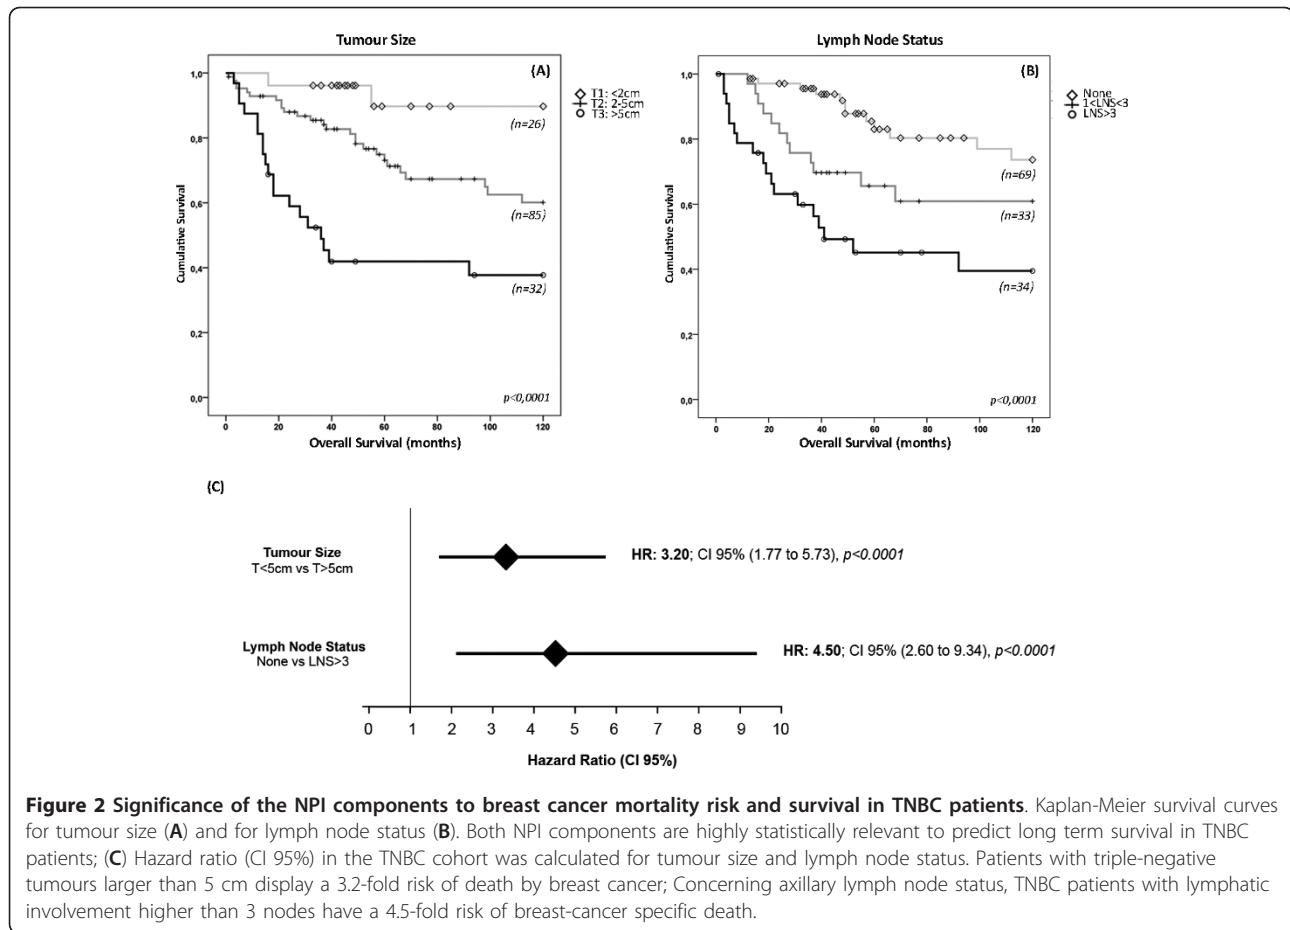 Tumour Size
(A)
Cumulative Survival
1,0
0,8
0,6
0,4
0,2
0,0
(n=26)
(n=85)
(n=32)
p<0,0001
0 20 40 60 80 100 120
Overall Survival (months)
T1: <2cm
T2: 2-5cm
T3: >5cm
Lymph Node Status
(B)
Cumulative Survival
1,0
0,8
0,6
0,4
0,2
0,0
(n=69)
(n=33)
(n=34)
p<0,0001
0 20 40 60 80 100 120
Overall Survival (months)
None
1<LNS<3
LNS>3
(C)
Tumour Size
T<5cm vs T>5cm
HR: 3.20; CI 95% (1.77 to 5.73), p<0.0001
Lymph Node Status
None vs LNS>3
HR: 4.50; CI 95% (2.60 to 9.34), p<0.0001
0 1 2 3 4 5 6 7 8 9 10
Hazard Ratio (CI 95%)
Figure 2 Significance of the NPI components to breast cancer mortality risk and survival in TNBC patients. Kaplan-Meier survival curves
for tumour size (A) and for lymph node status (B). Both NPI components are highly statistically relevant to predict long term survival in TNBC
patients; (C) Hazard ratio (CI 95%) in the TNBC cohort was calculated for tumour size and lymph node status. Patients with triple-negative
tumours larger than 5 cm display a 3.2-fold risk of death by breast cancer; Concerning axillary lymph node status, TNBC patients with lymphatic
involvement higher than 3 nodes have a 4.5-fold risk of breast-cancer specific death.